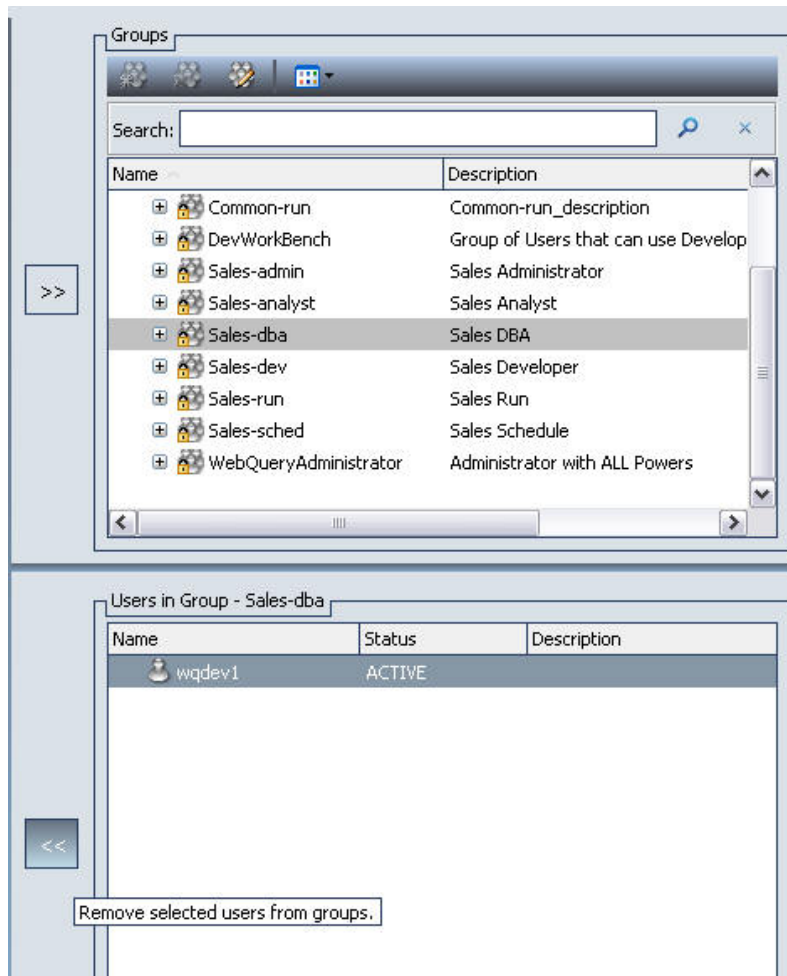 Groups
Search:
Name Description
Common-run Common-run_description
DevWorkBench Group of Users that can use Develop
Sales-admin Sales Administrator
Sales-analyst Sales Analyst
Sales-dba Sales DBA
>>
Sales-dev Sales Developer
Sales-run Sales Run
Sales-sched Sales Schedule
WebQueryAdministrator Administrator with ALL Powers
Users in Group - Sales-dba
Name Status Description
wqdev1 ACTIVE
<<
Remove selected users from groups.